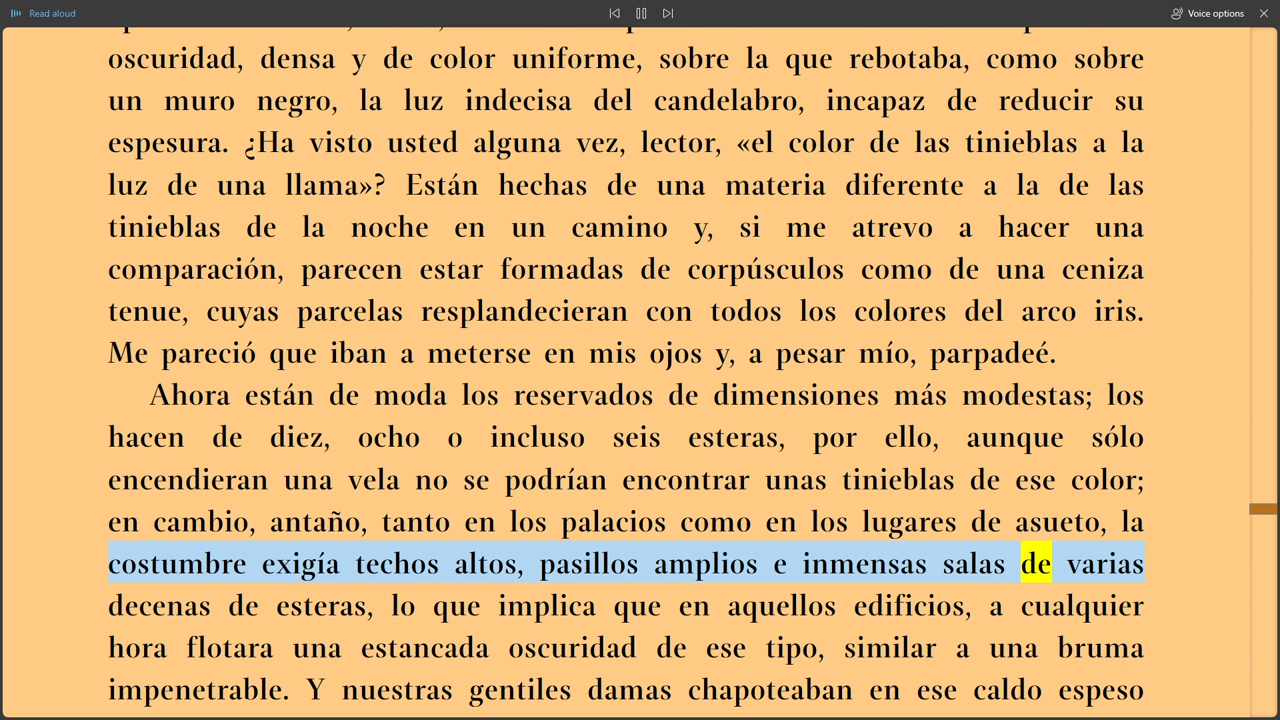 Read aloud
Voice options
oscuridad, densa y de color uniforme, sobre la que rebotaba, como sobre
un muro negro, la luz indecisa del candelabro, incapaz de reducir su
espesura. ¿Ha visto usted alguna vez, lector, «el color de las tinieblas a la
luz de una llama»? Están hechas de una materia diferente a la de las
tinieblas de la noche en un camino y, si me atrevo a hacer una
comparación, parecen estar formadas de corpúsculos como de una ceniza
tenue, cuyas parcelas resplandecieran con todos los colores del arco iris.
Me pareció que iban a meterse en mis ojos y, a pesar mío, parpadeé.
Ahora están de moda los reservados de dimensiones más modestas; los
hacen de diez, ocho o incluso seis esteras, por ello, aunque sólo
encendieran una vela no se podrían encontrar unas tinieblas de ese color;
en cambio, antaño, tanto en los palacios como en los lugares de asueto, la
costumbre exigía techos altos, pasillos amplios e inmensas salas de varias
decenas de esteras, lo que implica que en aquellos edificios, a cualquier
hora flotara una estancada oscuridad de ese tipo, similar a una bruma
impenetrable. Y nuestras gentiles damas chapoteaban en ese caldo espeso